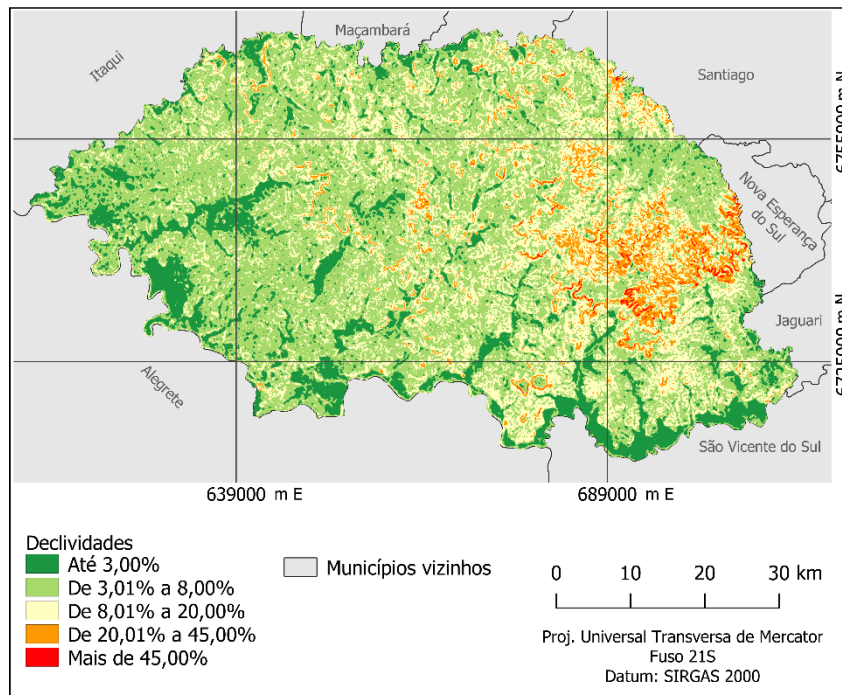 Maçambará
Itaqui
Santiago
6755000 m N
Nova Esperança
do Sul
Jaguari
6725000 m N
Alegrete
São Vicente do Sul
639000 m E
689000 m E
Declividades
Até 3,00%
De 3,01% a 8,00%
De 8,01% a 20,00%
De 20,01% a 45,00%
Mais de 45,00%
Municípios vizinhos
0 10 20 30 km
Proj. Universal Transversa de Mercator
Fuso 21S
Datum: SIRGAS 2000